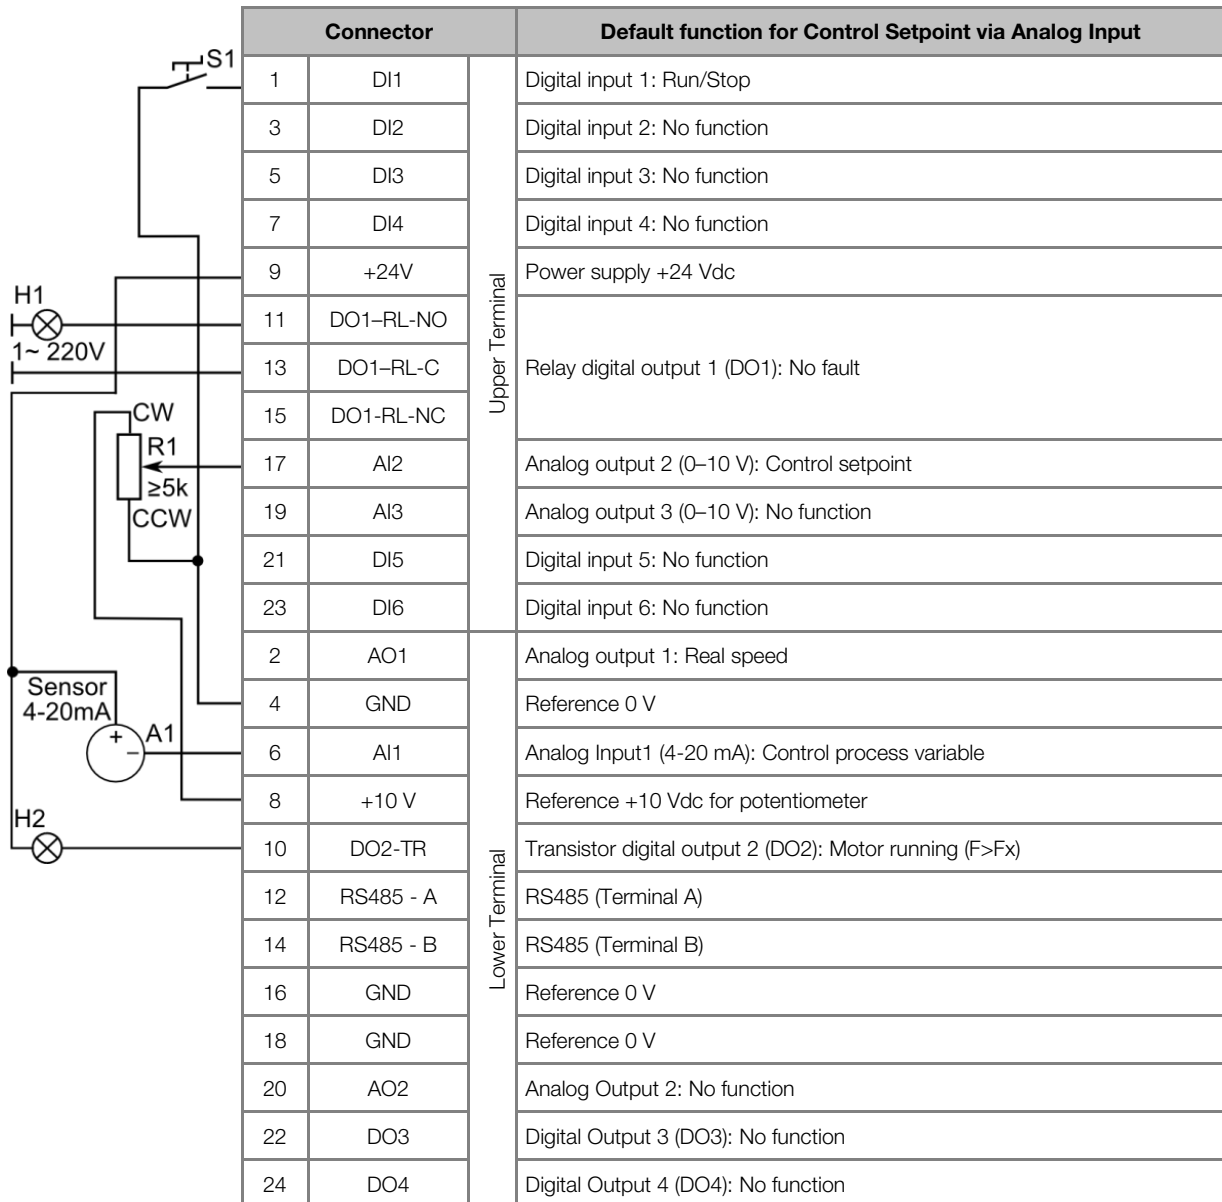 Connector Default function for Control Setpoint via Analog Input
S1
1 DI1 Digital input 1: Run/Stop
3 DI2 Digital input 2: No function
5 DI3 Digital input 3: No function
7 DI4 Digital input 4: No function
9 +24V Power supply +24 Vdc
Upper Terminal
H1
11 DO1–RL-NO
1~ 220V
13 DO1–RL-C Relay digital output 1 (DO1): No fault
15 DO1-RL-NC
CW
R1
≥5k
CCW
17 AI2 Analog output 2 (0–10 V): Control setpoint
19 AI3 Analog output 3 (0–10 V): No function
21 DI5 Digital input 5: No function
23 DI6 Digital input 6: No function
2 AO1 Analog output 1: Real speed
Sensor
4-20mA
4 GND Reference 0 V
+
−
A1
6 AI1 Analog Input1 (4-20 mA): Control process variable
8 +10 V Reference +10 Vdc for potentiometer
H2
10 DO2-TR Transistor digital output 2 (DO2): Motor running (F>Fx)
Lower Terminal
12 RS485 - A RS485 (Terminal A)
14 RS485 - B RS485 (Terminal B)
16 GND Reference 0 V
18 GND Reference 0 V
20 AO2 Analog Output 2: No function
22 DO3 Digital Output 3 (DO3): No function
24 DO4 Digital Output 4 (DO4): No function